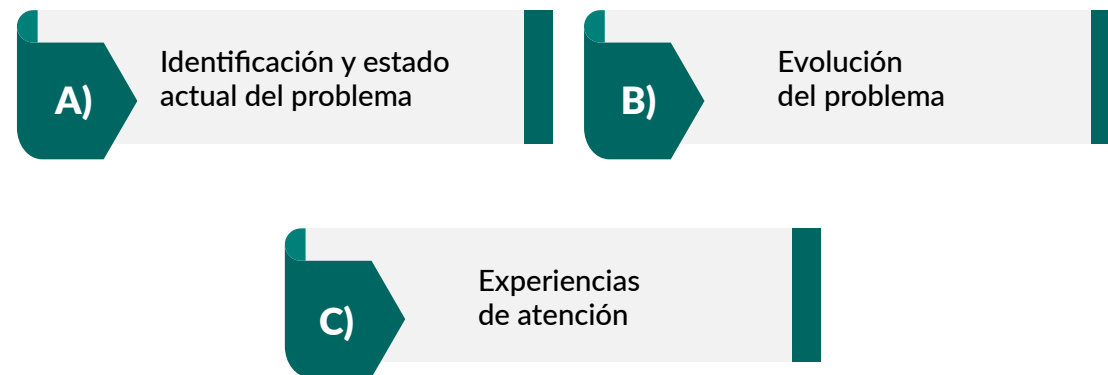 A)
Identificación y estado
actual del problema
B)
Evolución
del problema
C)
Experiencias
de atención